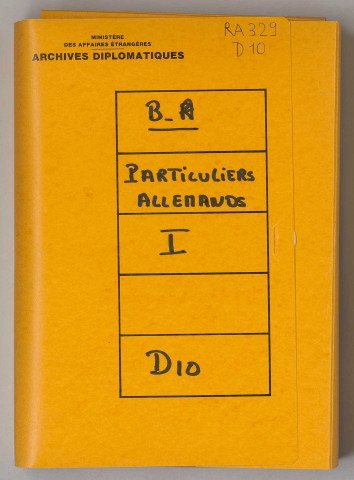 MINISTÈRE
DES AFFAIRES ÉTRANGÈRES
ARCHIVES DIPLOMATIQUES
RA 329
D 10
B_A
PARTICULIERS
ALLEMANDS
I
D10